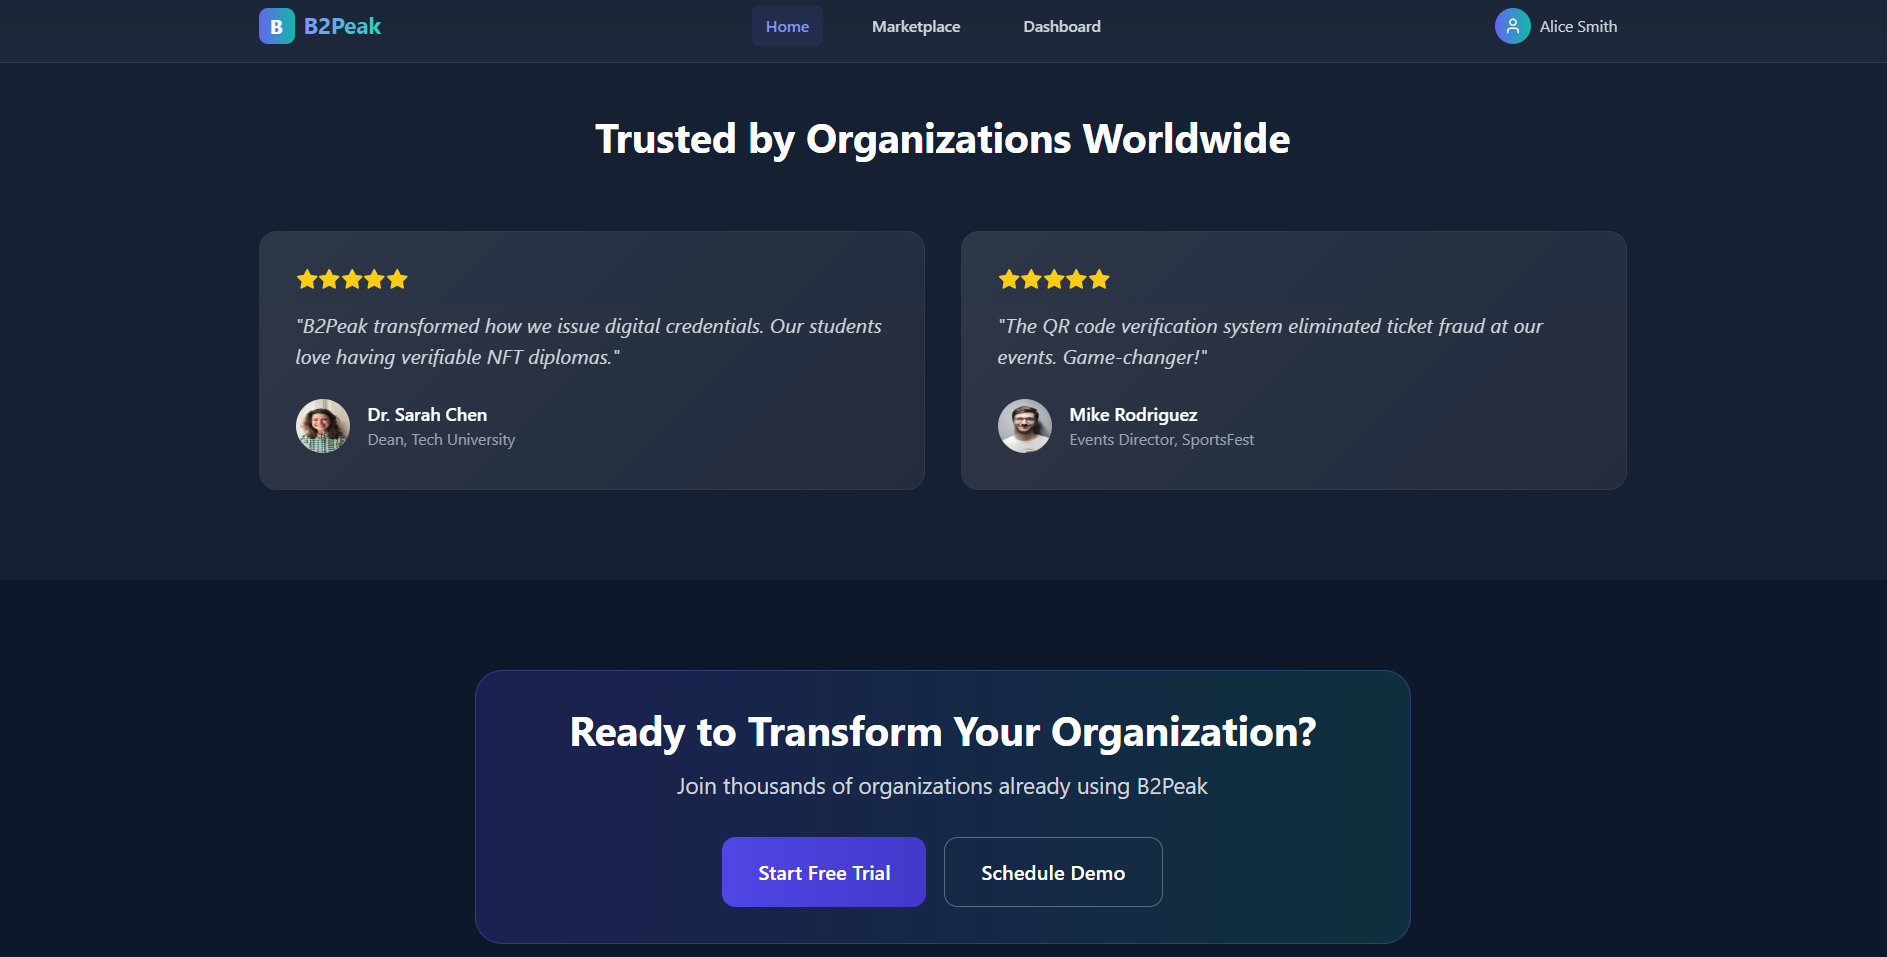 B B2Peak Home Marketplace Dashboard Alice Smith
Trusted by Organizations Worldwide
"B2Peak transformed how we issue digital credentials. Our students
love having verifiable NFT diplomas."
Dr. Sarah Chen
Dean, Tech University
"The QR code verification system eliminated ticket fraud at our
events. Game-changer!"
Mike Rodriguez
Events Director, SportsFest
Ready to Transform Your Organization?
Join thousands of organizations already using B2Peak
Start Free Trial Schedule Demo